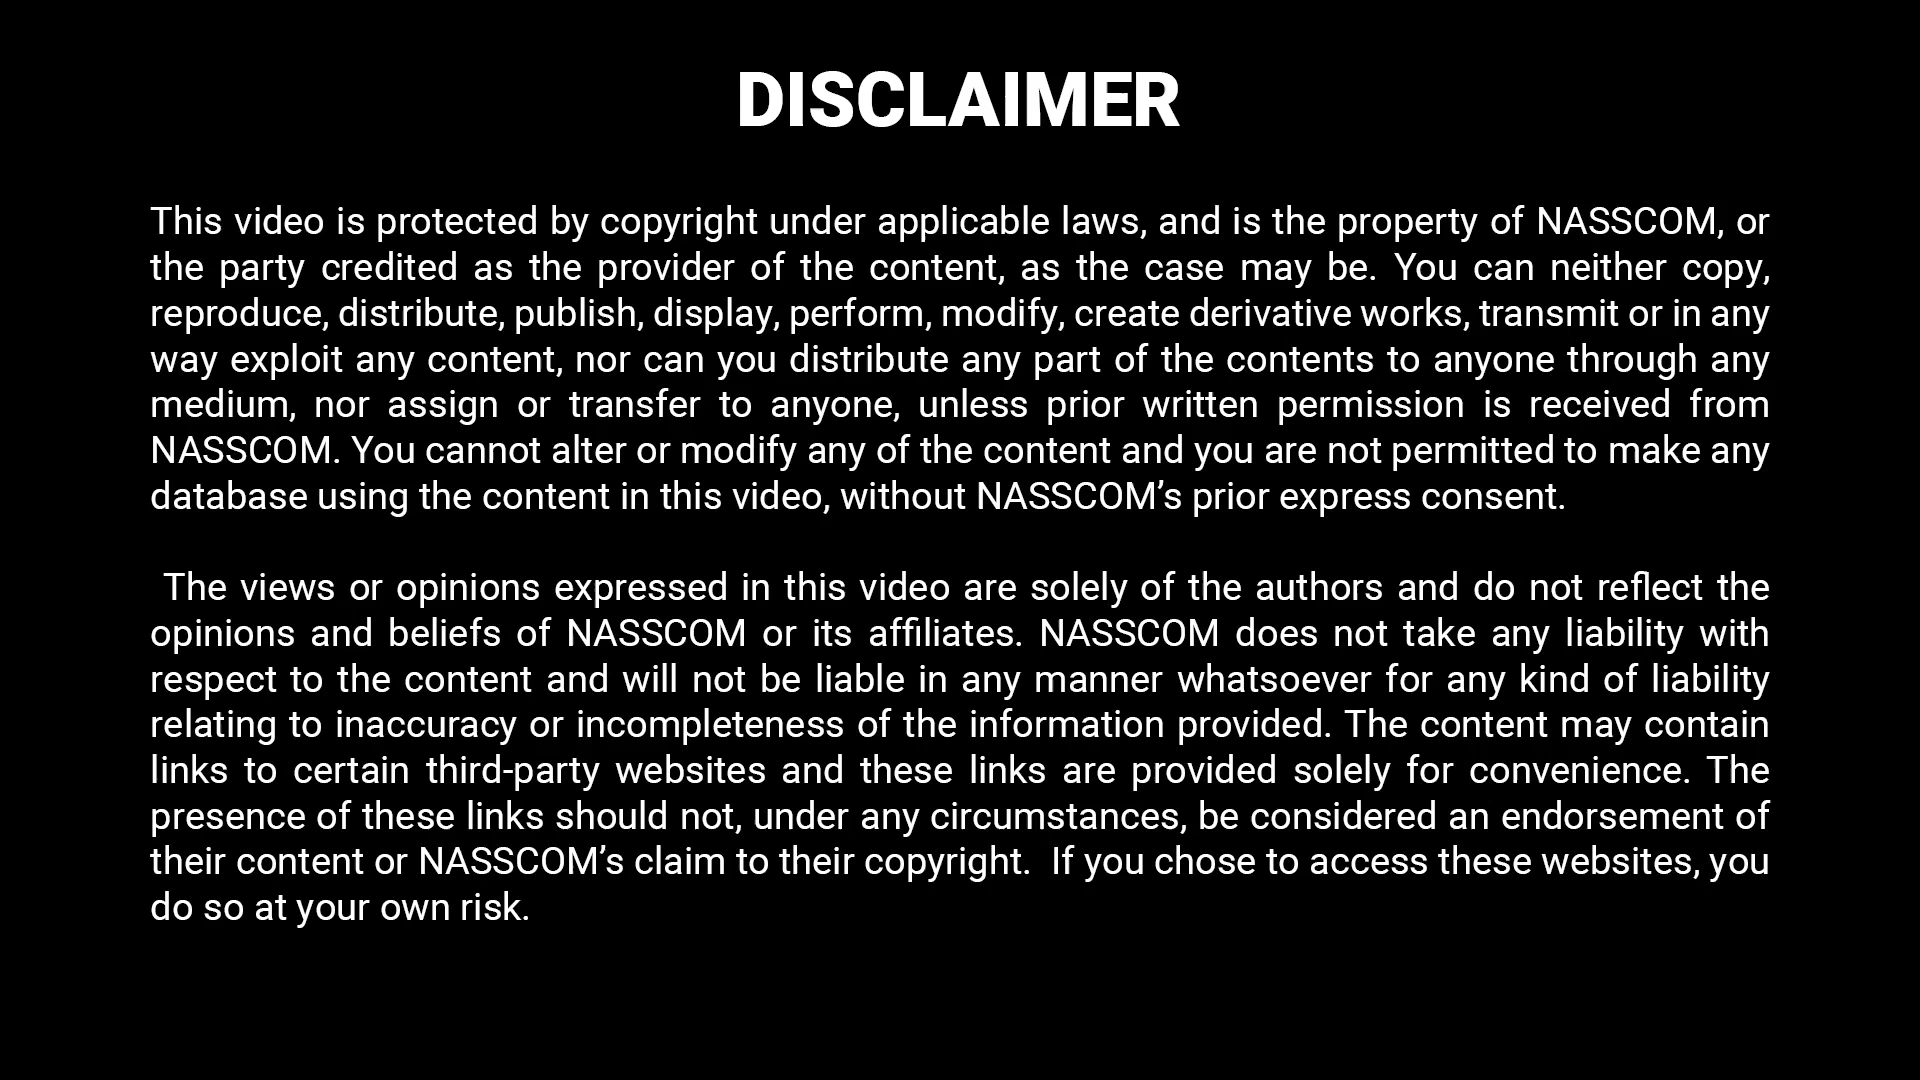 DISCLAIMER
This video is protected by copyright under applicable laws, and is the property of NASSCOM, or
the party credited as the provider of the content, as the case may be. You can neither copy,
reproduce, distribute, publish, display, perform, modify, create derivative works, transmit or in any
way exploit any content, nor can you distribute any part of the contents to anyone through any
medium, nor assign or transfer to anyone, unless prior written permission is received from
NASSCOM. You cannot alter or modify any of the content and you are not permitted to make any
database using the content in this video, without NASSCOM’s prior express consent.
The views or opinions expressed in this video are solely of the authors and do not reflect the
opinions and beliefs of NASSCOM or its affiliates. NASSCOM does not take any liability with
respect to the content and will not be liable in any manner whatsoever for any kind of liability
relating to inaccuracy or incompleteness of the information provided. The content may contain
links to certain third-party websites and these links are provided solely for convenience. The
presence of these links should not, under any circumstances, be considered an endorsement of
their content or NASSCOM’s claim to their copyright.  If you chose to access these websites, you
do so at your own risk.